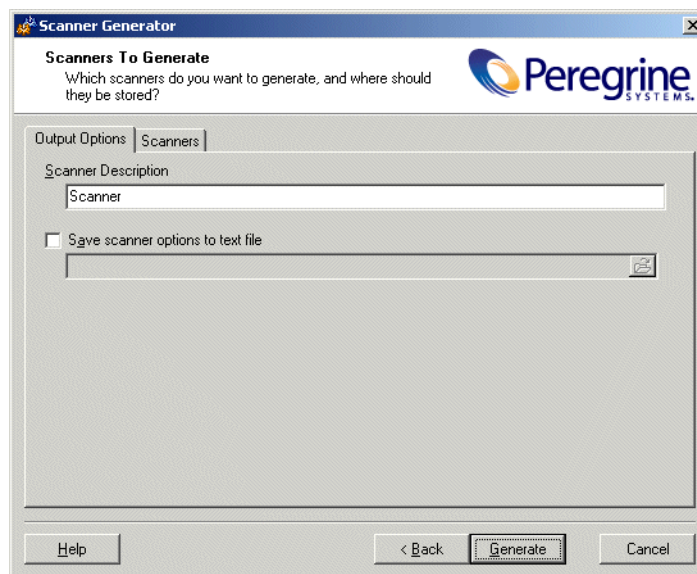 Scanner Generator
Scanners To Generate
Which scanners do you want to generate, and where should
they be stored?
Peregrine
SYSTEMS.
Output Options
Scanners
Scanner Description
Scanner
Save scanner options to text file
Help
< Back
Generate
Cancel